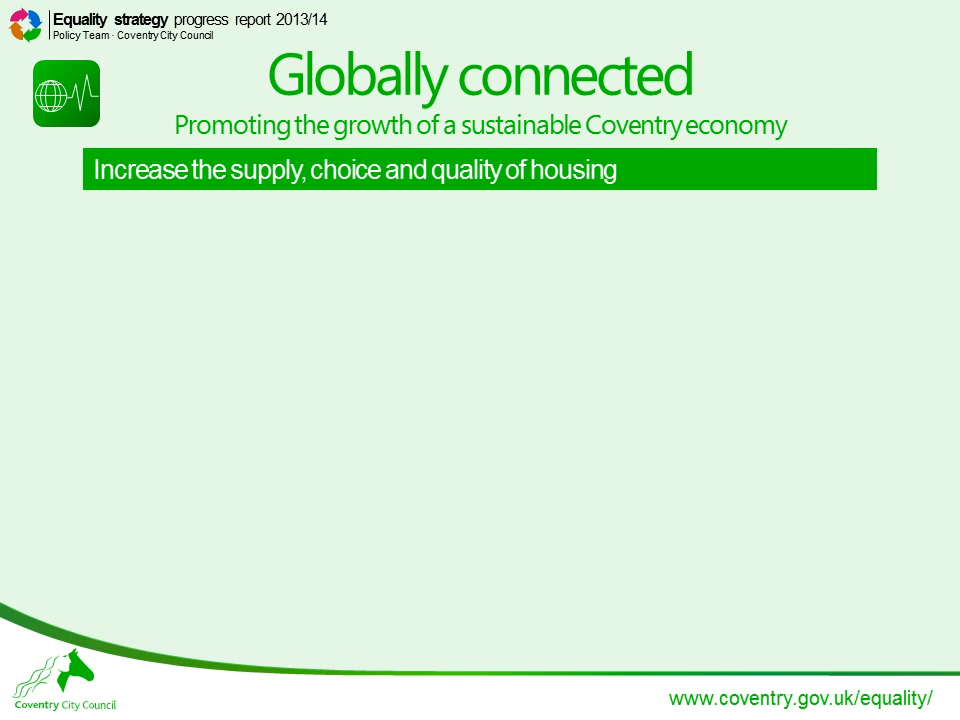 Equality strategy progress report 2013/14
Policy Team · Coventry City Council
Globally connected
Promoting the growth of a sustainable Coventry economy
Increase the supply, choice and quality of housing
Coventry City Council
www.coventry.gov.uk/equality/